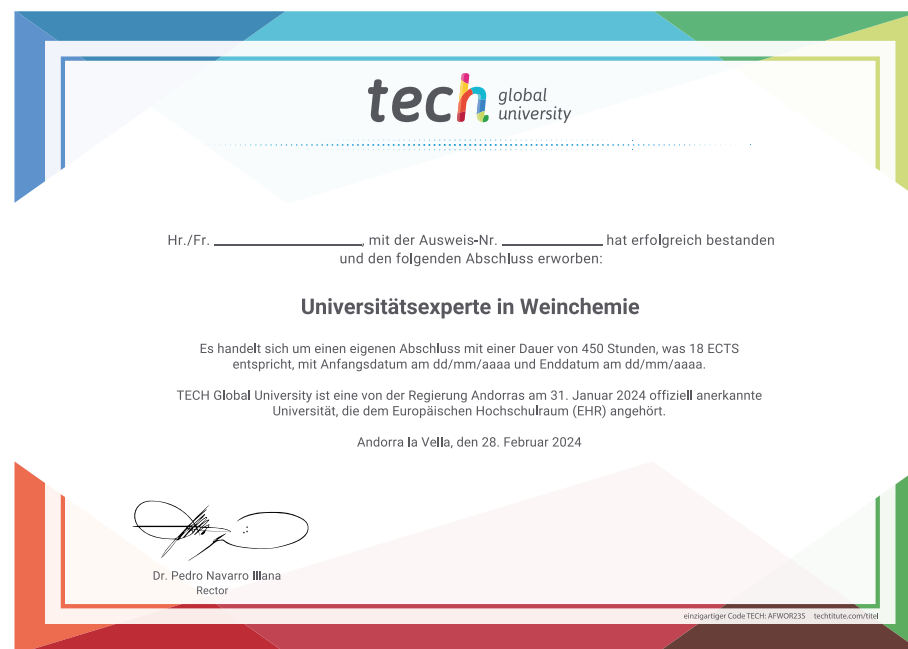 tech global university
Hr./Fr. ____________, mit der Ausweis-Nr. ____________ hat erfolgreich bestanden
und den folgenden Abschluss erworben:
Universitätsexperte in Weinchemie
Es handelt sich um einen eigenen Abschluss mit einer Dauer von 450 Stunden, was 18 ECTS
entspricht, mit Anfangsdatum am dd/mm/aaaa und Enddatum am dd/mm/aaaa.
TECH Global University ist eine von der Regierung Andorras am 31. Januar 2024 offiziell anerkannte
Universität, die dem Europäischen Hochschulraum (EHR) angehört.
Andorra la Vella, den 28. Februar 2024
Dr. Pedro Navarro Illana
Rector
einzigartiger Code TECH: AFWOR235 techtitute.com/titel